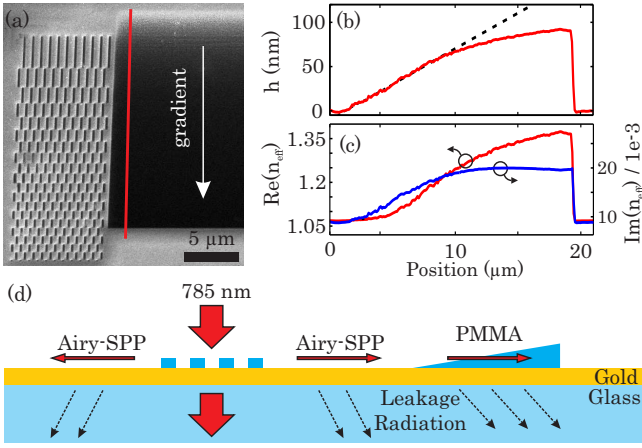 (a)
gradient
5 µm
(b)
h (nm)
100
50
0
(c)
Re(n_eff)
1.35
1.2
1.05
Im(n_eff) / 1e-3
20
10
0
10
20
Position (µm)
(d)
785 nm
Airy-SPP
Airy-SPP
PMMA
Gold
Glass
Leakage
Radiation